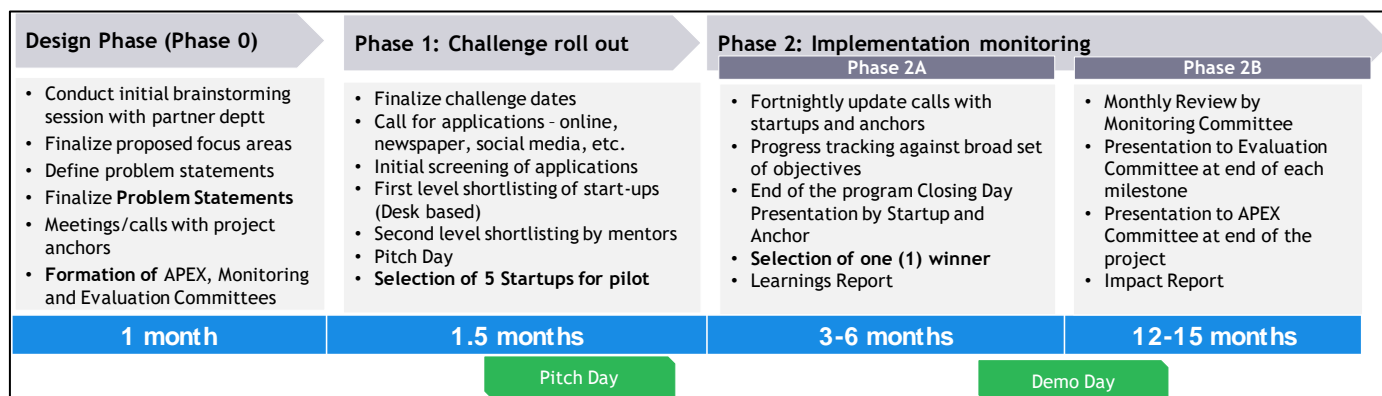 Design Phase (Phase 0)
• Conduct initial brainstorming
session with partner deptt
• Finalize proposed focus areas
• Define problem statements
• Finalize Problem Statements
• Meetings/calls with project
anchors
• Formation of APEX, Monitoring
and Evaluation Committees
1 month
Phase 1: Challenge roll out
• Finalize challenge dates
• Call for applications – online,
newspaper, social media, etc.
• Initial screening of applications
• First level shortlisting of start-ups
(Desk based)
• Second level shortlisting by mentors
• Pitch Day
• Selection of 5 Startups for pilot
1.5 months
Pitch Day
Phase 2: Implementation monitoring
Phase 2A
• Fortnightly update calls with
startups and anchors
• Progress tracking against broad set
of objectives
• End of the program Closing Day
Presentation by Startup and
Anchor
• Selection of one (1) winner
• Learnings Report
3-6 months
Phase 2B
• Monthly Review by
Monitoring Committee
• Presentation to Evaluation
Committee at end of each
milestone
• Presentation to APEX
Committee at end of the
project
• Impact Report
12-15 months
Demo Day